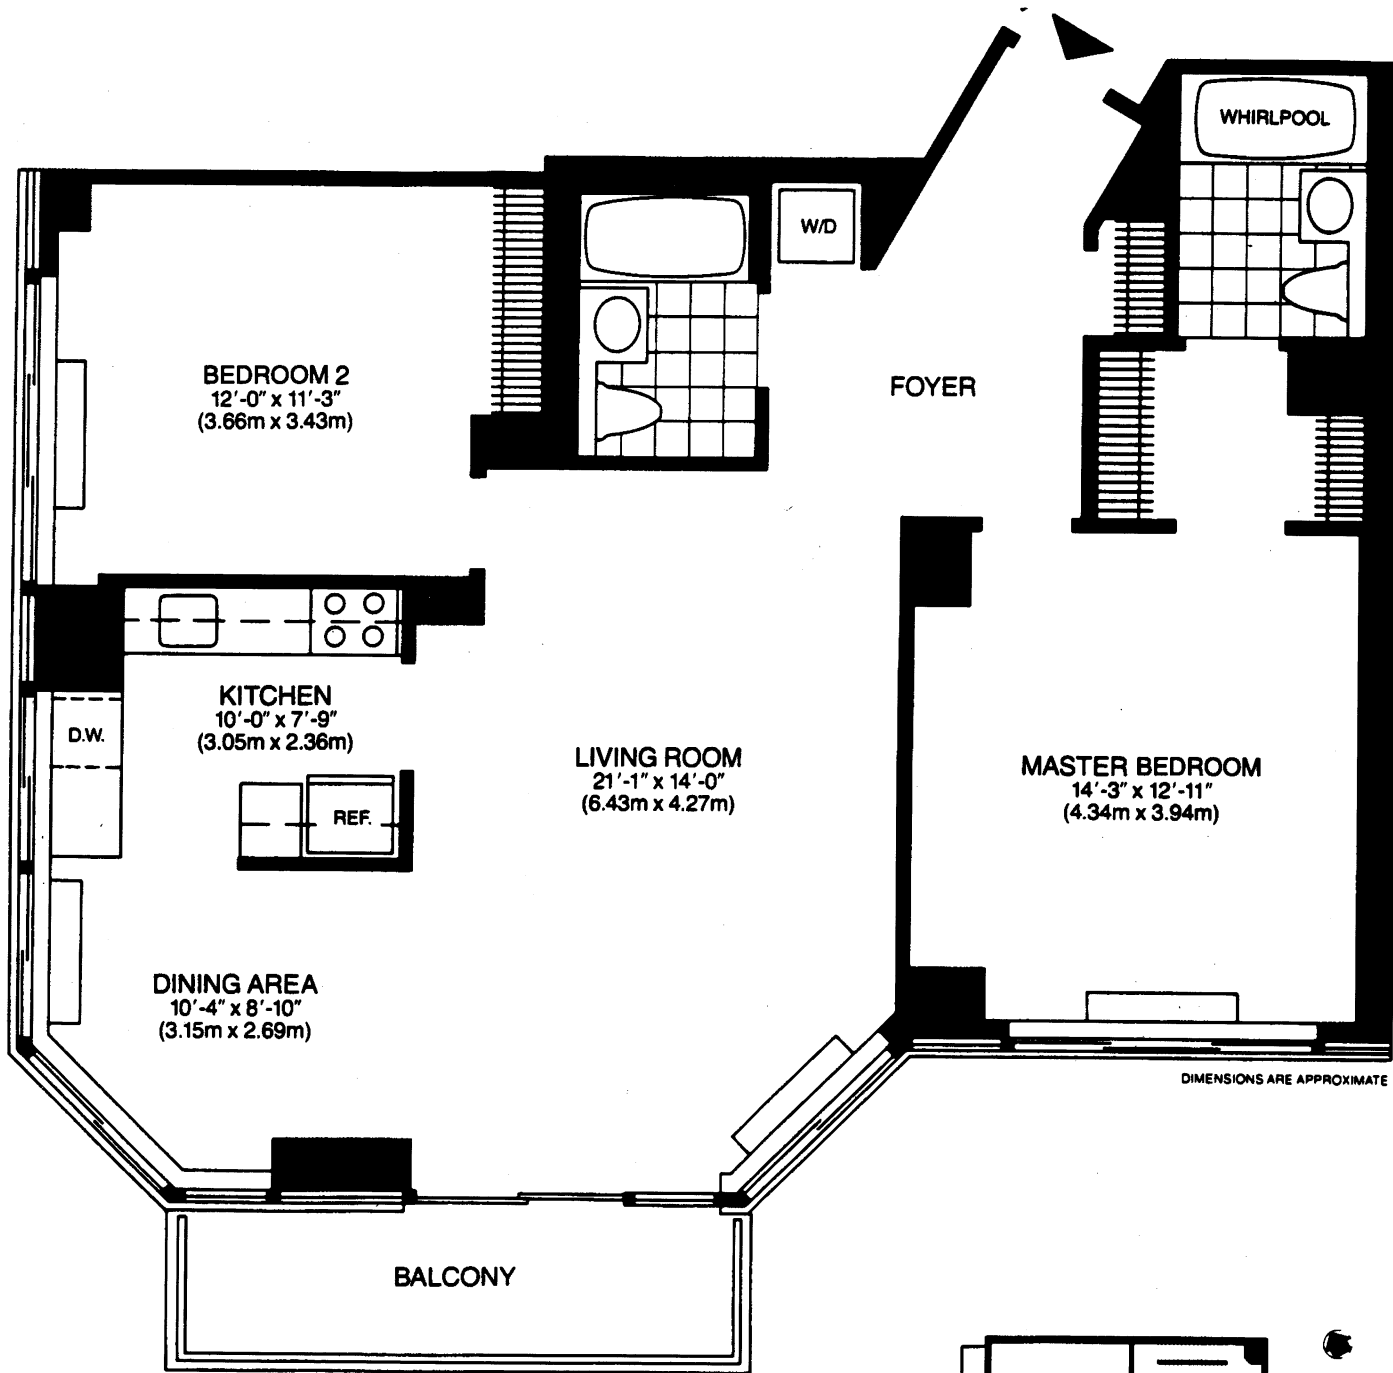 WHIRLPOOL
W/D
BEDROOM 2
12'-0" x 11'-3"
(3.66m x 3.43m)
FOYER
KITCHEN
10'-0" x 7'-9"
(3.05m x 2.36m)
D.W.
REF.
LIVING ROOM
21'-1" x 14'-0"
(6.43m x 4.27m)
MASTER BEDROOM
14'-3" x 12'-11"
(4.34m x 3.94m)
DINING AREA
10'-4" x 8'-10"
(3.15m x 2.69m)
DIMENSIONS ARE APPROXIMATE
BALCONY